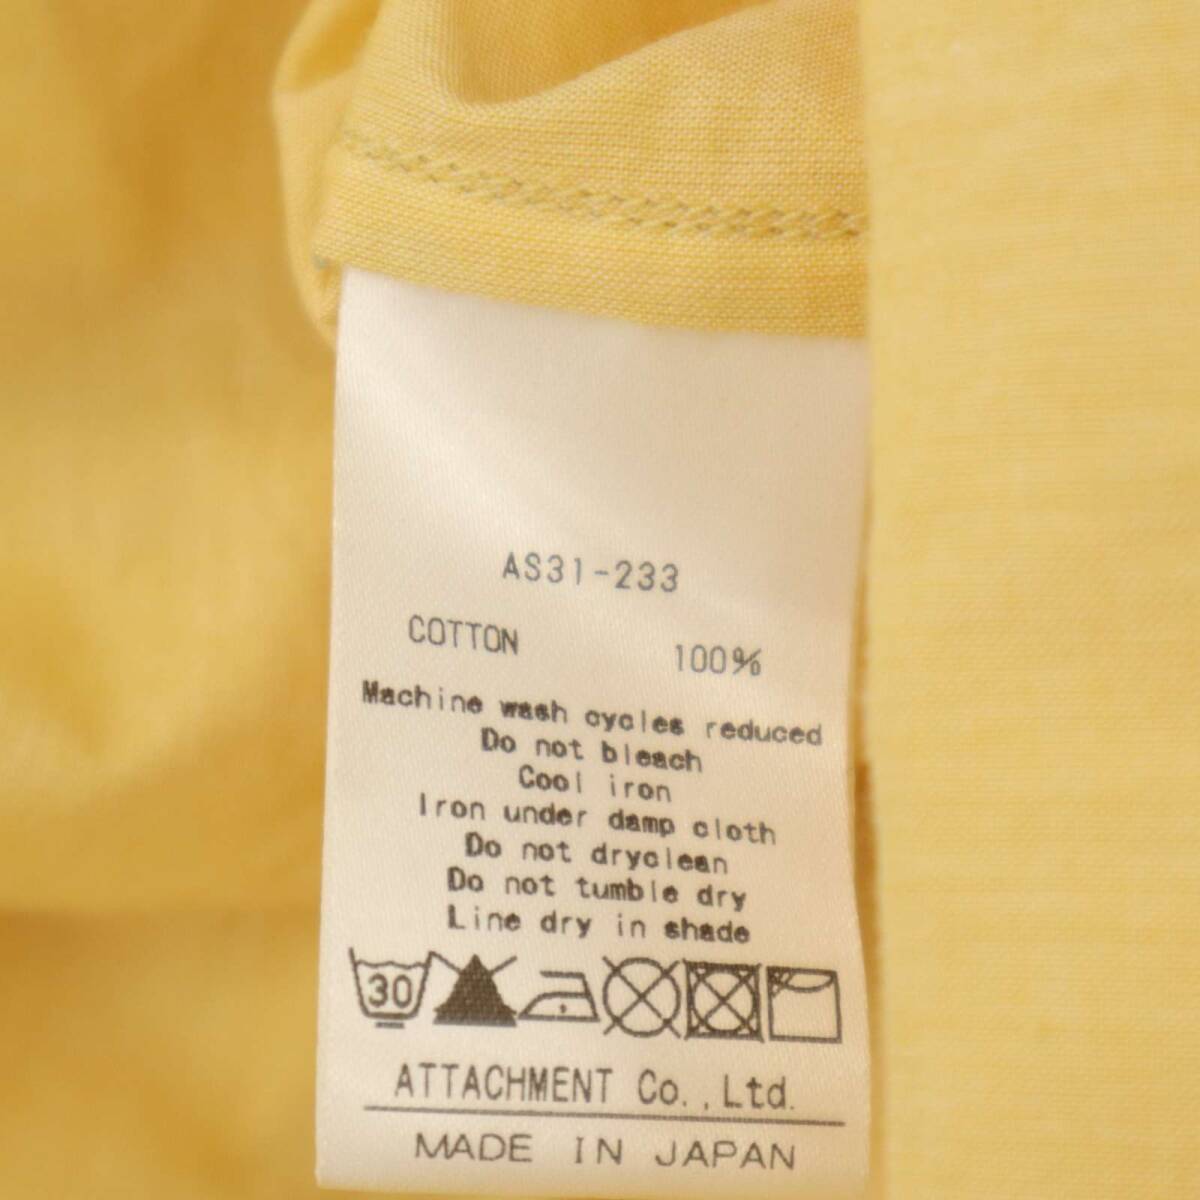 AS31-233
COTTON 100%
Machine wash cycles reduced
Do not bleach
Cool iron
Iron under damp cloth
Do not dryclean
Do not tumble dry
Line dry in shade
30
ATTACHMENT Co.,Ltd.
MADE IN JAPAN